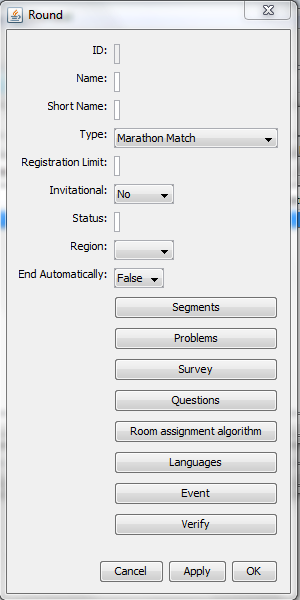 Round
ID:
Name:
Short Name:
Type: Marathon Match
Registration Limit:
Invitational: No
Status:
Region:
End Automatically: False
Segments
Problems
Survey
Questions
Room assignment algorithm
Languages
Event
Verify
Cancel Apply OK